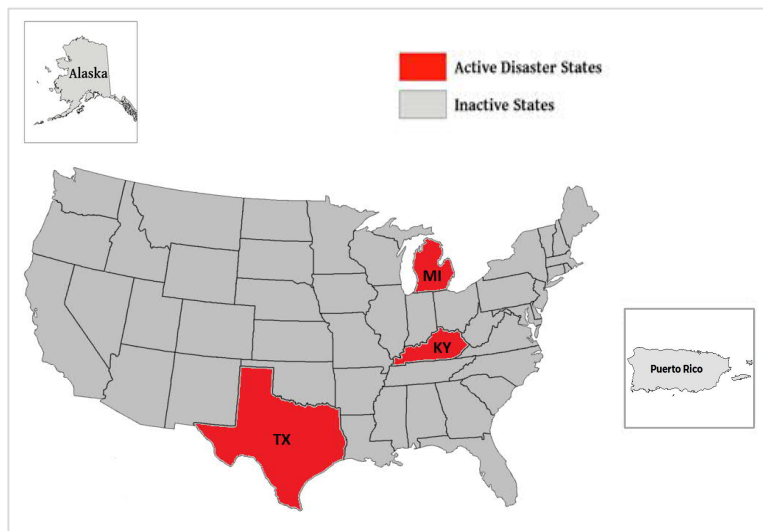 Alaska
Active Disaster States
Inactive States
MI
KY
TX
Puerto Rico